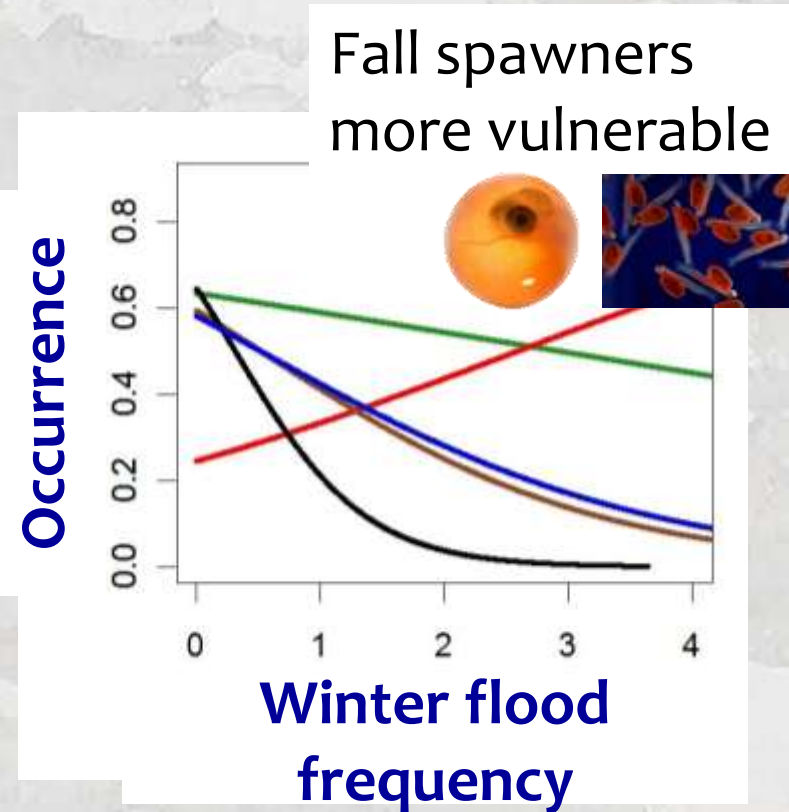 Fall spawners
more vulnerable
Occurrence
0.8
0.6
0.4
0.2
0.0
0 1 2 3 4
Winter flood
frequency